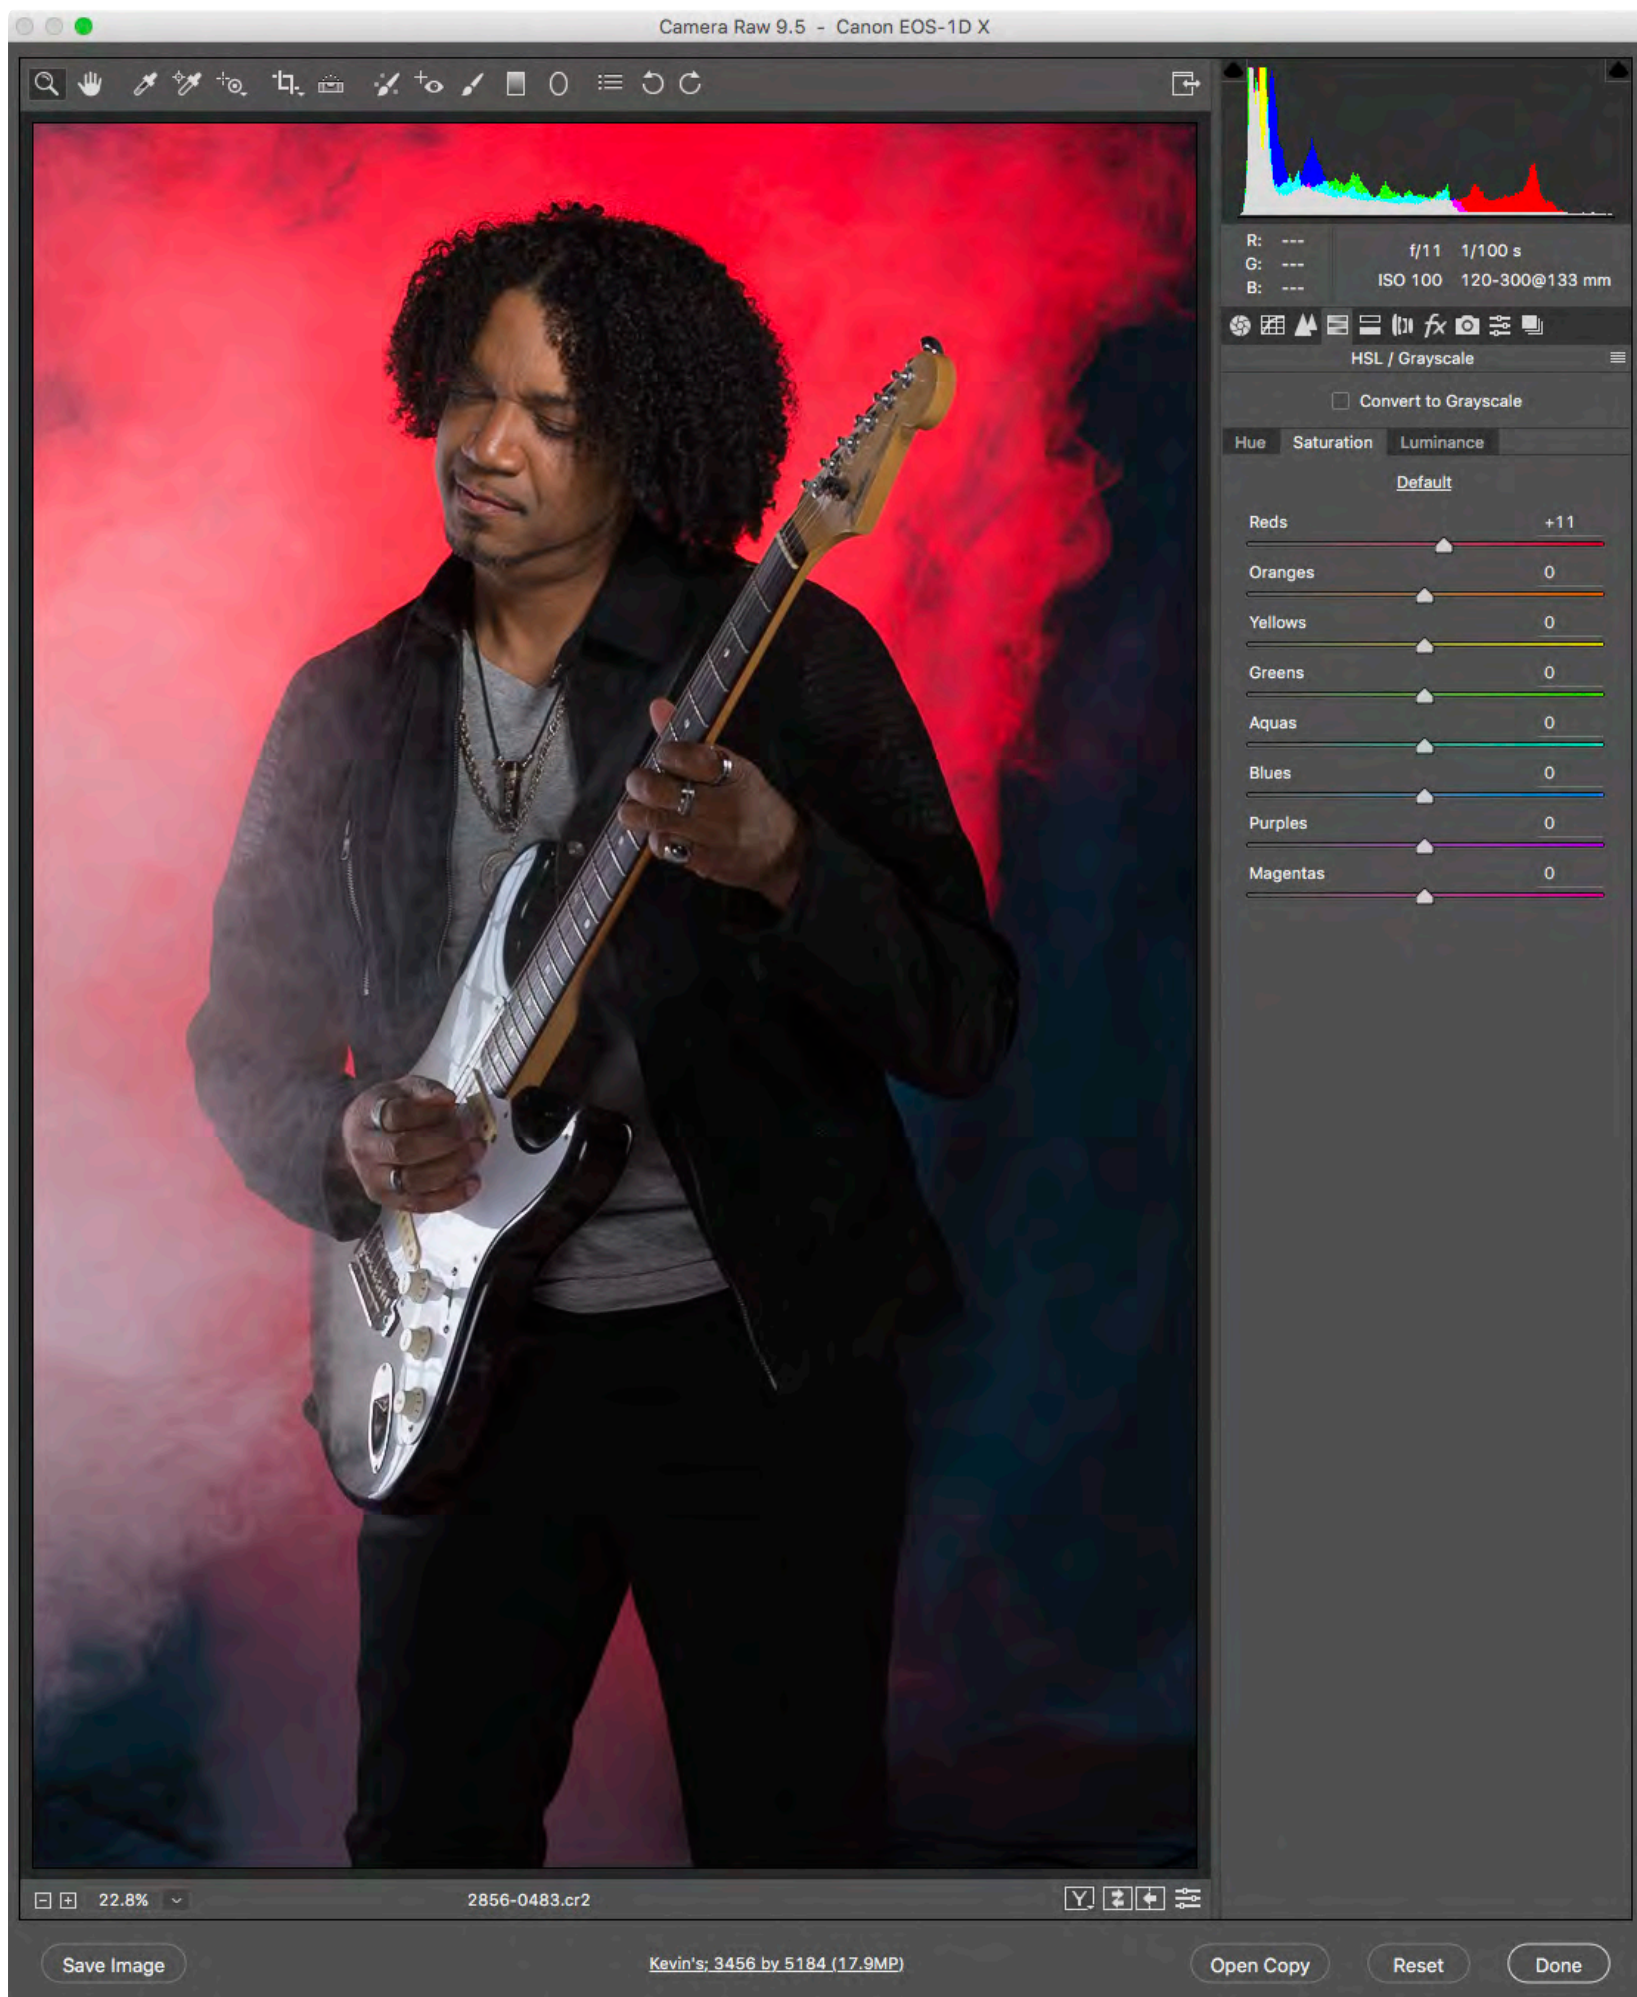 Camera Raw 9.5 - Canon EOS-1D X
R: ---
G: ---
B: ---
f/11 1/100 s
ISO 100 120-300@133 mm
fx
HSL / Grayscale
Convert to Grayscale
Hue Saturation Luminance
Default
Reds +11
Oranges 0
Yellows 0
Greens 0
Aquas 0
Blues 0
Purples 0
Magentas 0
22.8% 2856-0483.cr2 Y
Save Image Kevin's; 3456 by 5184 (17.9MP) Open Copy Reset Done